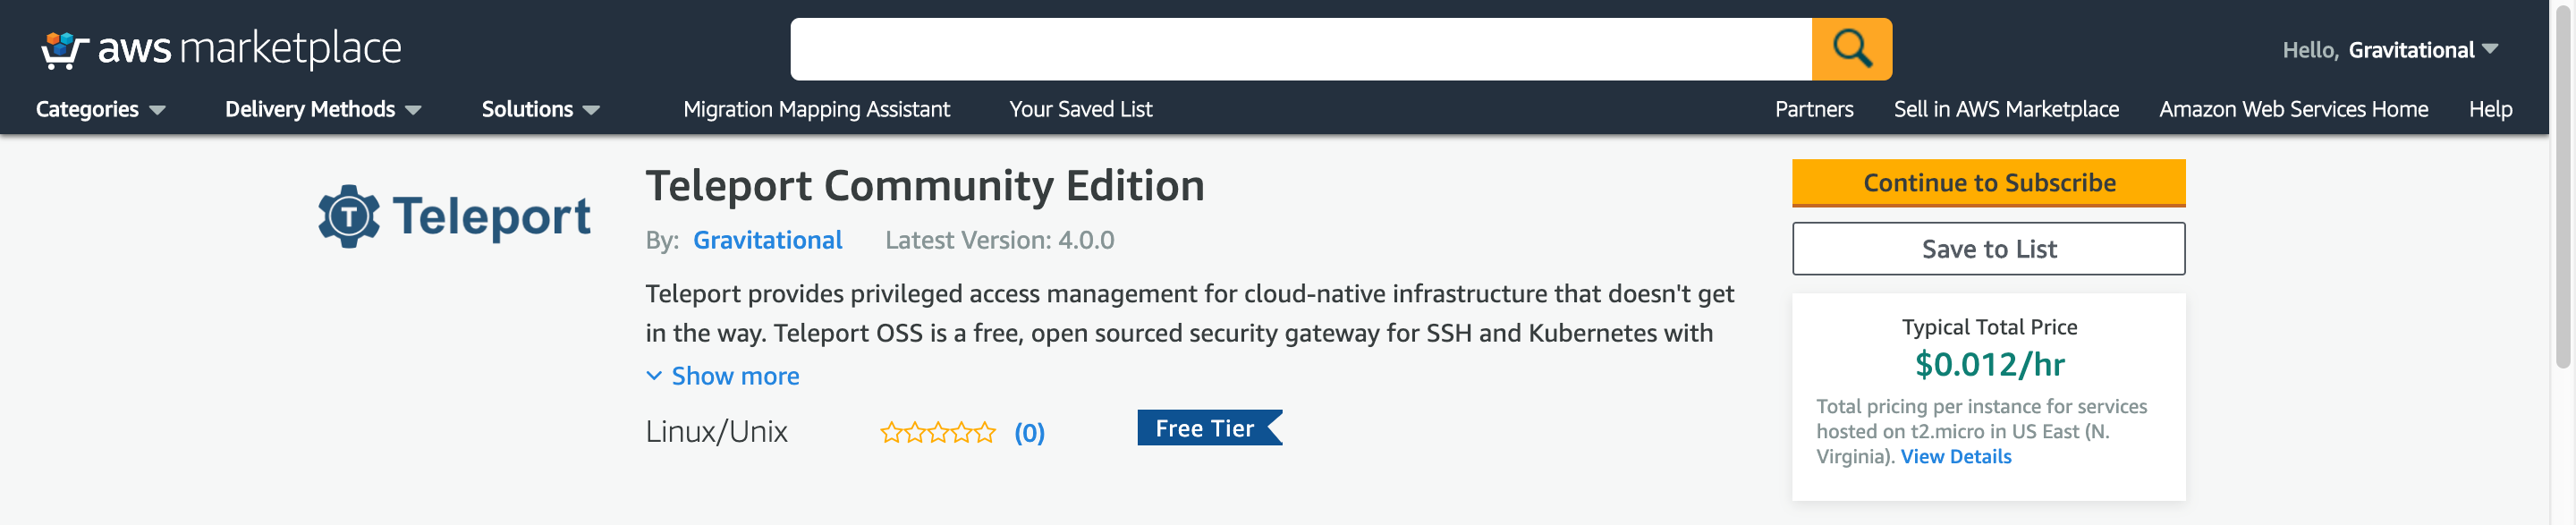 aws marketplace
Hello, Gravitational
Categories Delivery Methods Solutions Migration Mapping Assistant Your Saved List Partners Sell in AWS Marketplace Amazon Web Services Home Help
T Teleport
Teleport Community Edition
By: Gravitational Latest Version: 4.0.0
Teleport provides privileged access management for cloud-native infrastructure that doesn't get
in the way. Teleport OSS is a free, open sourced security gateway for SSH and Kubernetes with
Show more
Linux/Unix (0) Free Tier
Continue to Subscribe
Save to List
Typical Total Price
$0.012/hr
Total pricing per instance for services
hosted on t2.micro in US East (N.
Virginia). View Details